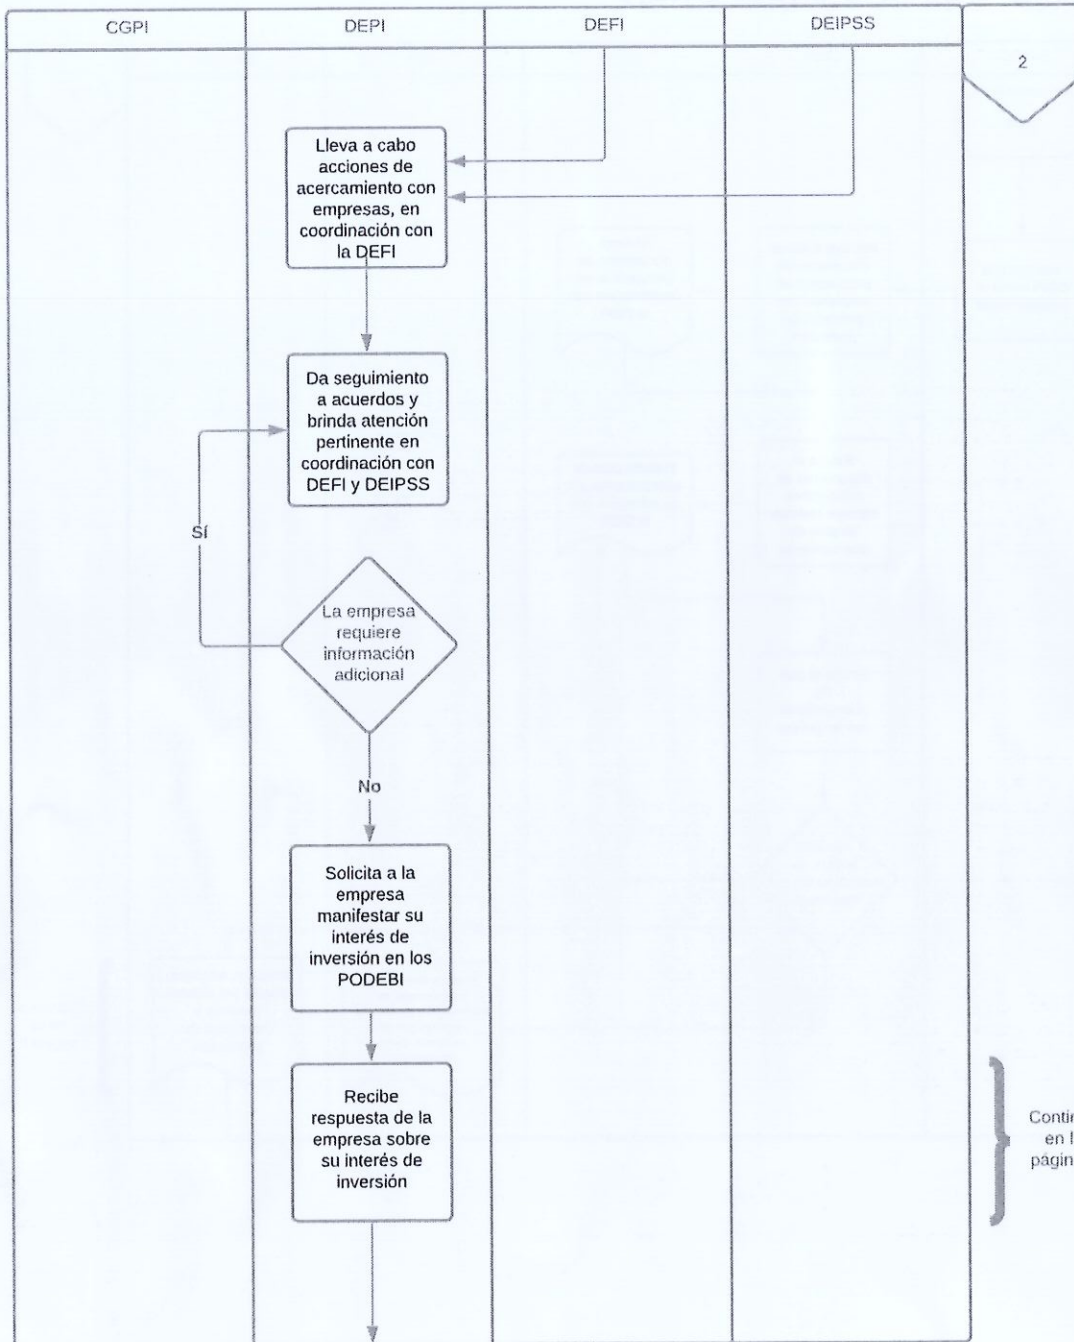 CGPI
DEPI
DEFI
DEIPSS
2
Lleva a cabo
acciones de
acercamiento con
empresas, en
coordinación con
la DEFI
Da seguimiento
a acuerdos y
brinda atención
pertinente en
coordinación con
DEFI y DEIPSS
Sí
La empresa
requiere
información
adicional
No
Solicita a la
empresa
manifestar su
interés de
inversión en los
PODEBI
Recibe
respuesta de la
empresa sobre
su interés de
inversión
en